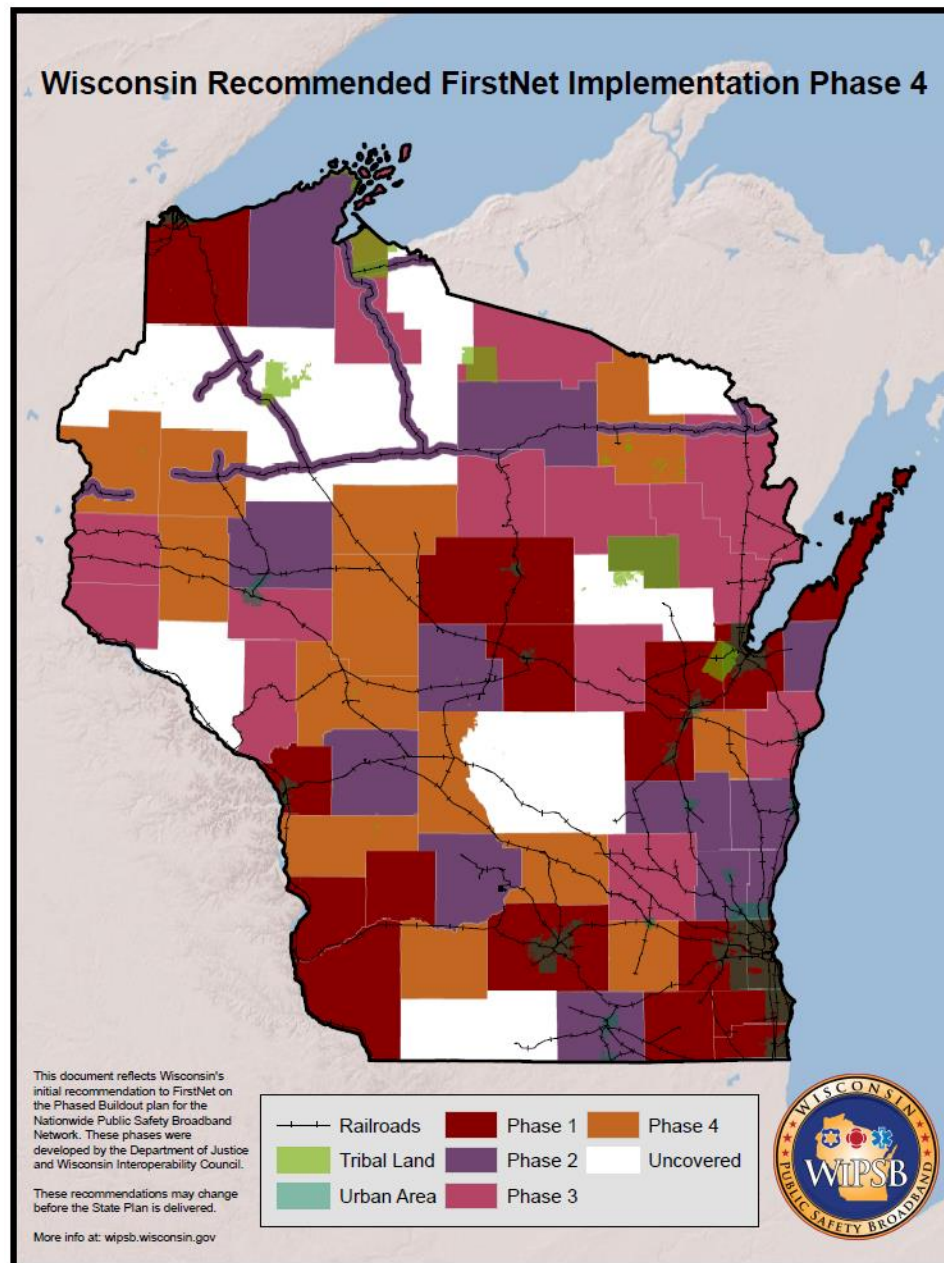 Wisconsin Recommended FirstNet Implementation Phase 4
This document reflects Wisconsin's
initial recommendation to FirstNet on
the Phased Buildout plan for the
Nationwide Public Safety Broadband
Network. These phases were
developed by the Department of Justice
and Wisconsin Interoperability Council.
These recommendations may change
before the State Plan is delivered.
More info at: wipsb.wisconsin.gov
Railroads
Tribal Land
Urban Area
Phase 1
Phase 2
Phase 3
Phase 4
Uncovered
WISCONSIN
WIPSB
PUBLIC SAFETY BROADBAND